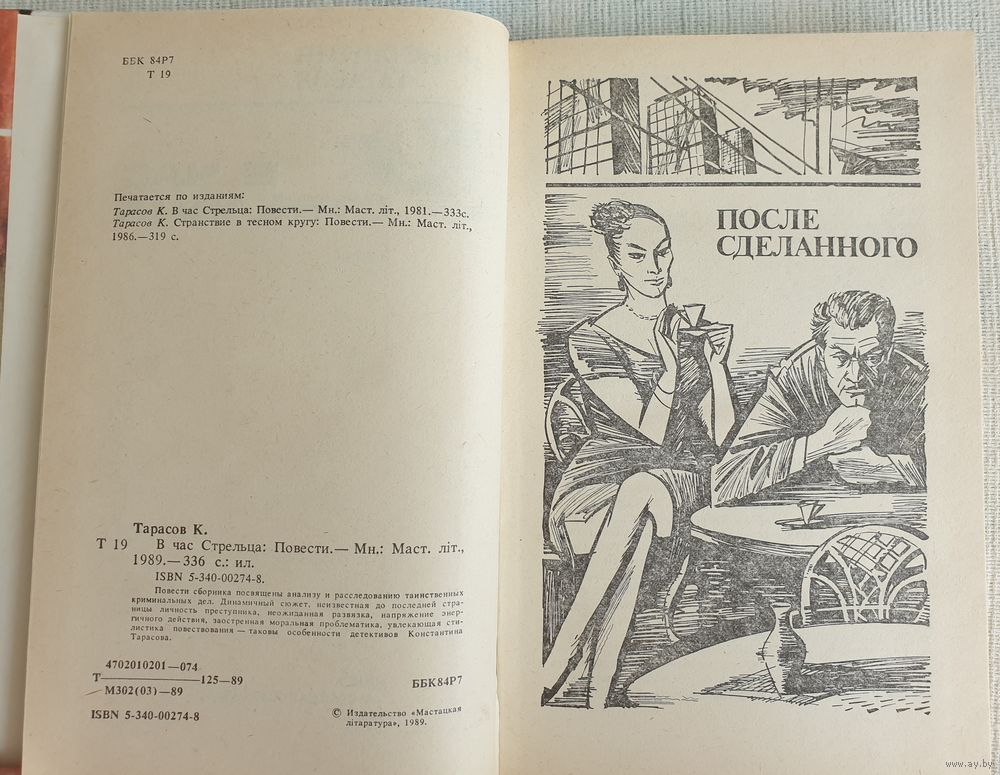 ББК 84Р7
Т 19
Печатается по изданиям:
Тарасов К. В час Стрельца: Повести.— Мн.: Маст. літ., 1981.—333с.
Тарасов К. Странствие в тесном кругу: Повести.— Мн.: Маст. літ.,
1986.—319 с.
Тарасов К.
Т 19 В час Стрельца: Повести.— Мн.: Маст. літ.,
1989.—336 с.: ил.
ISBN 5-340-00274-8.
Повести сборника посвящены анализу и расследованию таинственных
криминальных дел. Динамичный сюжет, неизвестная до последней стра-
ницы личность преступника, неожиданная развязка, напряжение энер-
гичного действия, заостренная моральная проблематика, увлекающая сти-
листика повествования — таковы особенности детективов Константина
Тарасова.
4702010201—074
Т 125—89
М302(03)—89
ББК84Р7
ISBN 5-340-00274-8
© Издательство «Мастацкая
літаратура», 1989.
ПОСЛЕ
СДЕЛАННОГО
www.ay.by